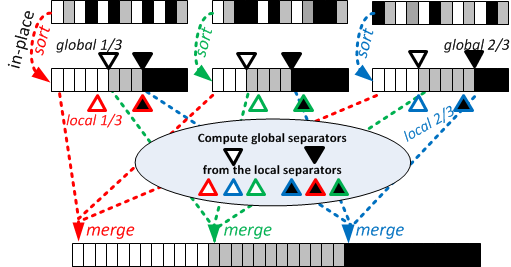 in-place
sort
sort
sort
global 1/3
global 2/3
local 1/3
local 2/3
Compute global separators
from the local separators
merge
merge
merge